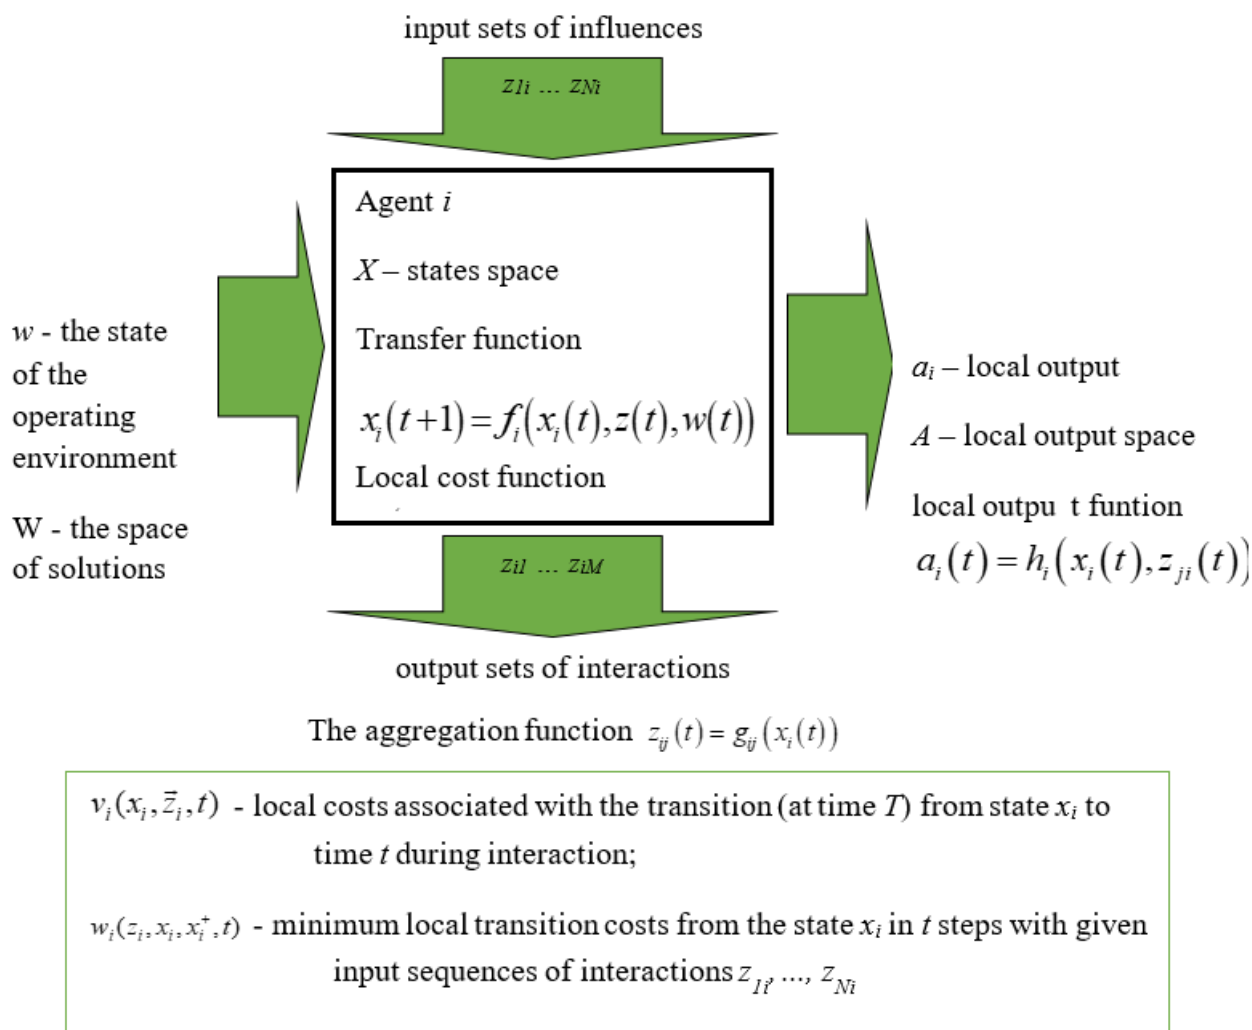 input sets of influences
z1i ... zNi
Agent i
X – states space
Transfer function
xi(t+1)=fi(xi(t),z(t),w(t))
Local cost function
w - the state
of the
operating
environment
W - the space
of solutions
ai – local output
A – local output space
local outpu t funtion
ai(t)=hi(xi(t),zji(t))
zi1 ... ziM
output sets of interactions
The aggregation function zij(t)=gij(xi(t))
vi(xi,z⃗i,t) - local costs associated with the transition (at time T) from state xi to
time t during interaction;
wi(zi,xi,xi+,t) - minimum local transition costs from the state xi in t steps with given
input sequences of interactions z1i, ..., zNi